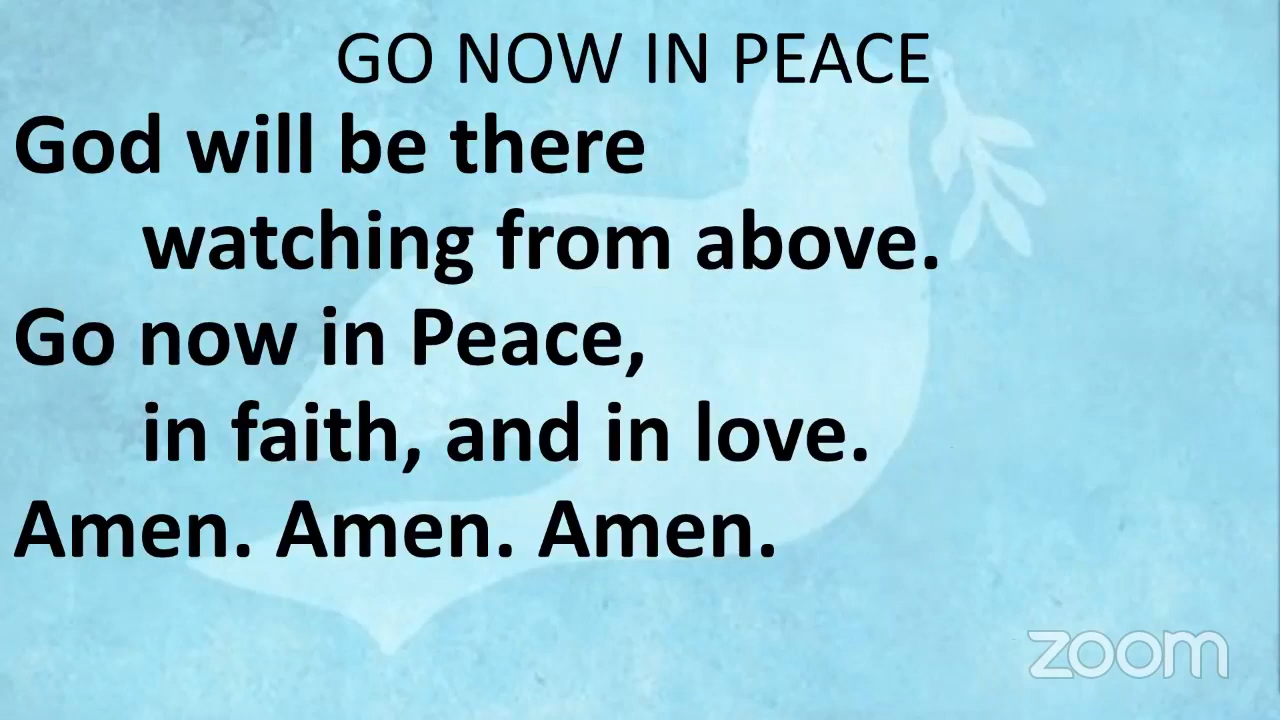 GO NOW IN PEACE
God will be there
watching from above.
Go now in Peace,
in faith, and in love.
Amen. Amen. Amen.
zoom